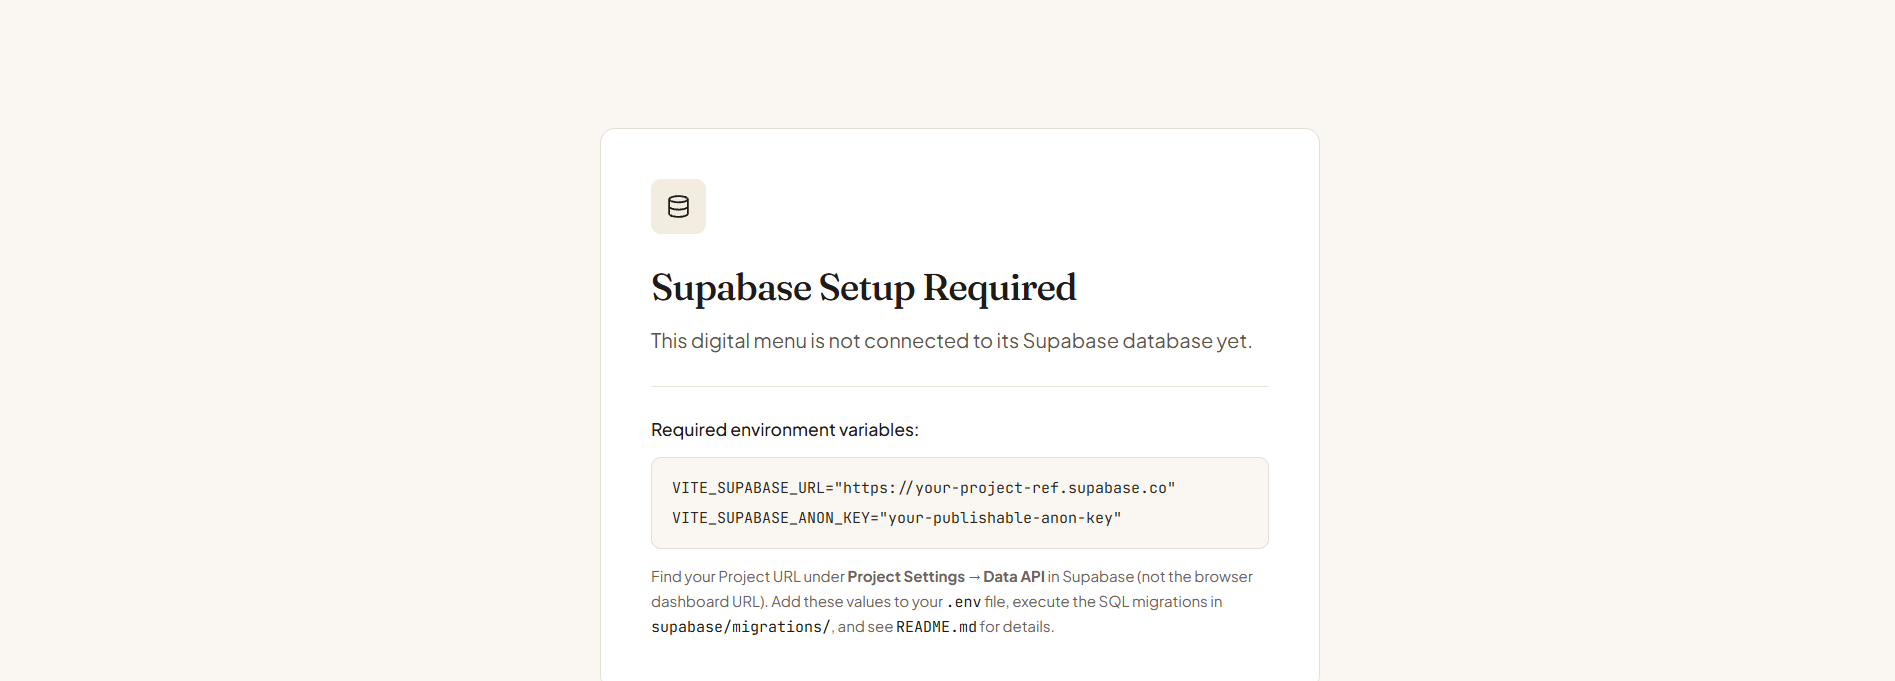 Supabase Setup Required
This digital menu is not connected to its Supabase database yet.
Required environment variables:
VITE_SUPABASE_URL="https://your-project-ref.supabase.co"
VITE_SUPABASE_ANON_KEY="your-publishable-anon-key"
Find your Project URL under Project Settings → Data API in Supabase (not the browser
dashboard URL). Add these values to your .env file, execute the SQL migrations in
supabase/migrations/, and see README.md for details.